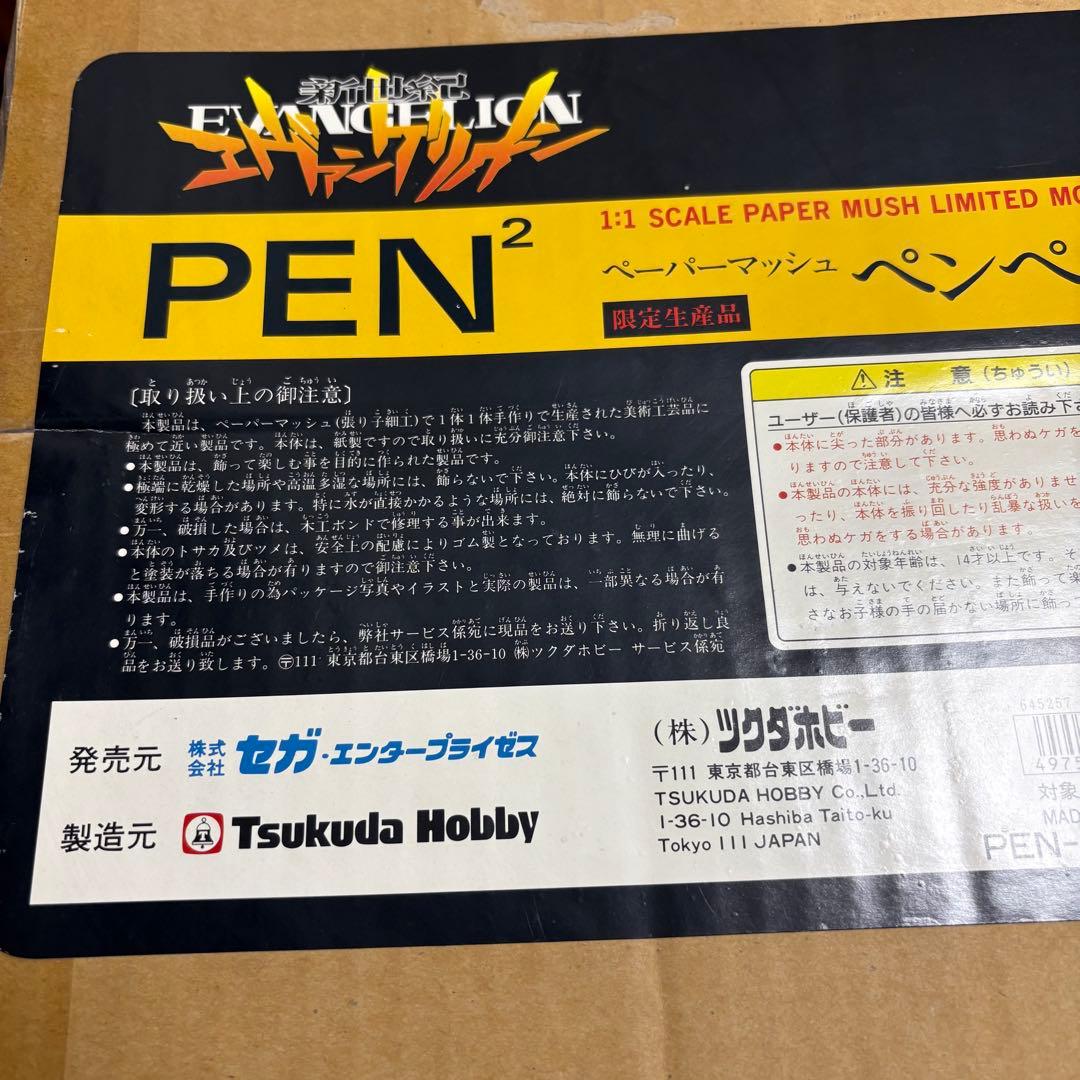 新世紀
EVANGELION
エヴァンゲリオン
PEN²
1:1 SCALE PAPER MUSH LIMITED MO
ペーパーマッシュ ペンペ
限定生産品
〔取り扱い上の御注意〕
本製品は、ペーパーマッシュ(張り子細工)で1体1体手作りで生産された美術工芸品に
極めて近い製品です。本体は、紙製ですので取り扱いに充分御注意下さい。
●本製品は、飾って楽しむ事を目的に作られた製品です。
●極端に乾燥した場所や高温多湿な場所には、飾らないで下さい。本体にひびが入ったり、
変形する場合があります。特に水が直接かかるような場所には、絶対に飾らないで下さい。
●万一、破損した場合は、木工ボンドで修理する事が出来ます。
●本体のトサカ及びツメは、安全上の配慮によりゴム製となっております。無理に曲げる
と塗装が落ちる場合が有りますので御注意下さい。
●本製品は、手作りの為パッケージ写真やイラストと実際の製品は、一部異なる場合が有
ります。
●万一、破損品がございましたら、弊社サービス係宛に現品をお送り下さい。折り返し良
品をお送り致します。〒111 東京都台東区橋場1-36-10 ㈱ツクダホビー サービス係宛
⚠注 意(ちゅうい)
ユーザー(保護者)の皆様へ必ずお読み下さ
●本体に尖った部分があります。思わぬケガを
りますので注意して下さい。
●本製品の本体には、充分な強度がありませ
ったり、本体を振り回したり乱暴な扱いを
思わぬケガをする場合があります。
●本製品の対象年齢は、14才以上です。そ
は、与えないでください。また飾って楽
さなお子様の手の届かない場所に飾っ
発売元 株式会社 セガ・エンタープライゼス
製造元 Tsukuda Hobby
(株)ツクダホビー
〒111 東京都台東区橋場1-36-10
TSUKUDA HOBBY Co.,Ltd.
1-36-10 Hashiba Taito-ku
Tokyo 111 JAPAN
645257
4975
対象
MAD
PEN-